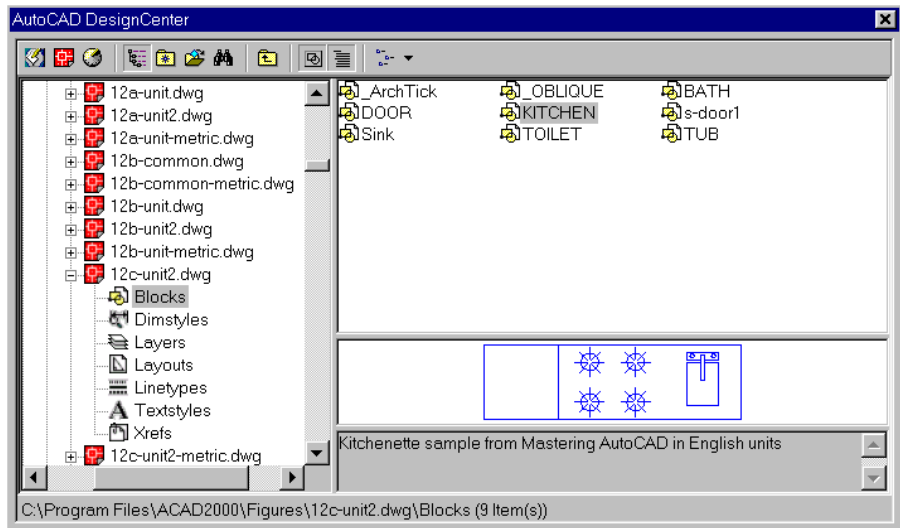 AutoCAD DesignCenter
12a-unit.dwg
12a-unit2.dwg
12a-unit-metric.dwg
12b-common.dwg
12b-common-metric.dwg
12b-unit.dwg
12b-unit2.dwg
12b-unit-metric.dwg
12c-unit2.dwg
Blocks
Dimstyles
Layers
Layouts
Linetypes
Textstyles
Xrefs
12c-unit2-metric.dwg
_ArchTick _OBLIQUE BATH
DOOR KITCHEN s-door1
Sink TOILET TUB
Kitchenette sample from Mastering AutoCAD in English units
C:\Program Files\ACAD2000\Figures\12c-unit2.dwg\Blocks (9 Item(s))